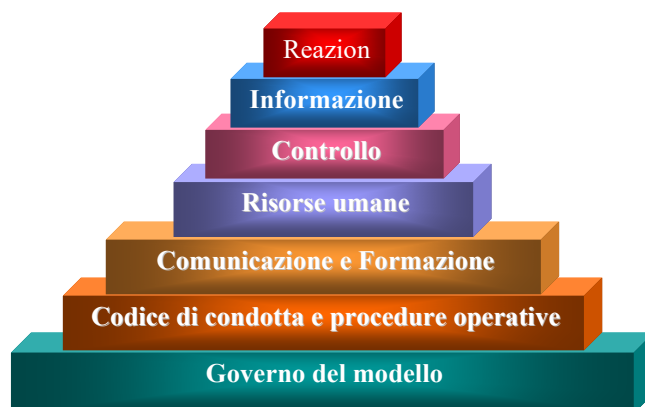 Reazion
Informazione
Controllo
Risorse umane
Comunicazione e Formazione
Codice di condotta e procedure operative
Governo del modello